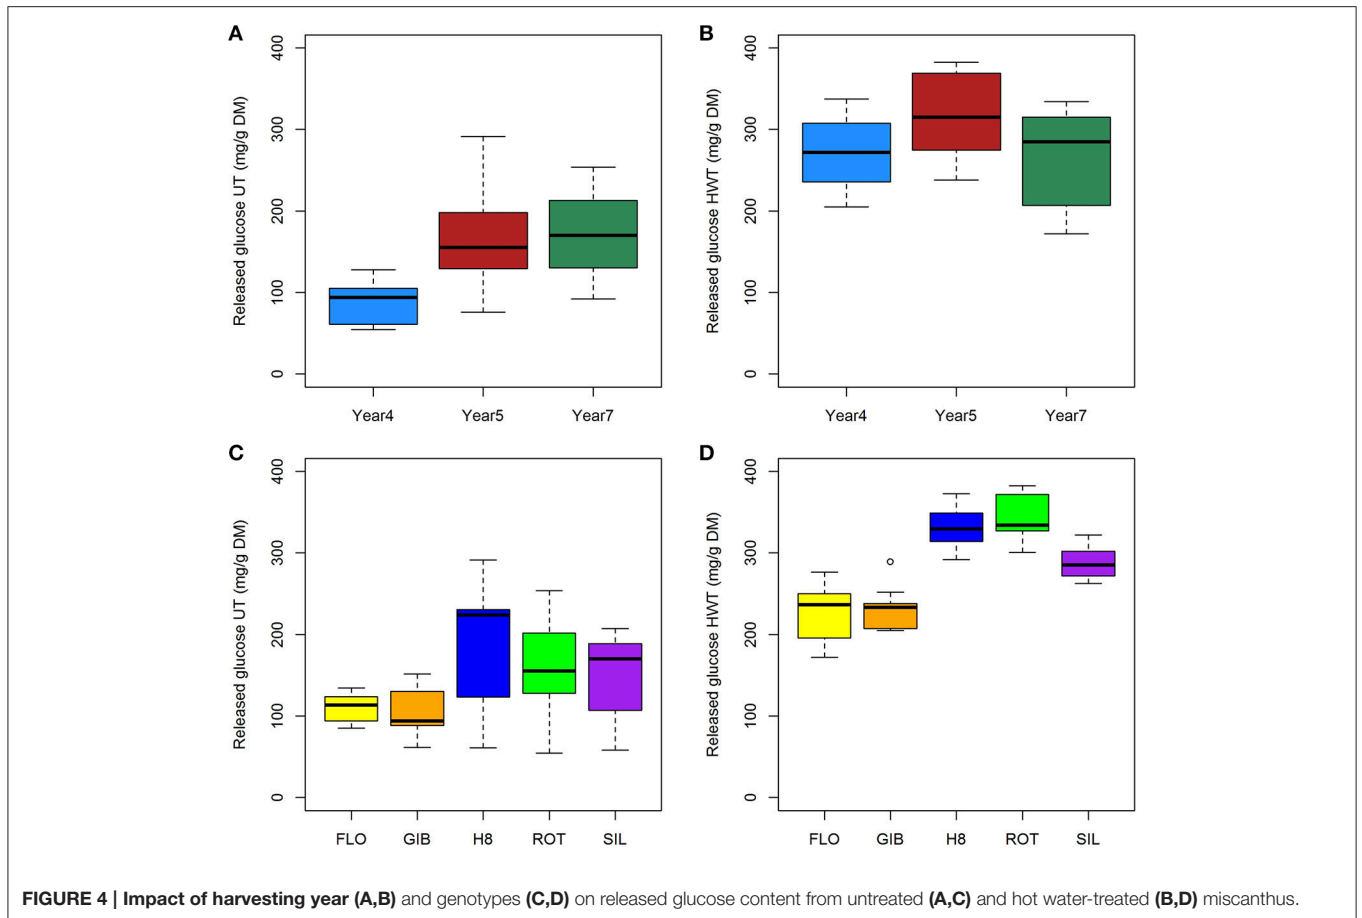 A
Released glucose UT (mg/g DM)
400
300
200
100
0
Year4 Year5 Year7
B
Released glucose HWT (mg/g DM)
400
300
200
100
0
Year4 Year5 Year7
C
Released glucose UT (mg/g DM)
400
300
200
100
0
FLO GIB H8 ROT SIL
D
Released glucose HWT (mg/g DM)
400
300
200
100
0
FLO GIB H8 ROT SIL
FIGURE 4 | Impact of harvesting year (A,B) and genotypes (C,D) on released glucose content from untreated (A,C) and hot water-treated (B,D) miscanthus.